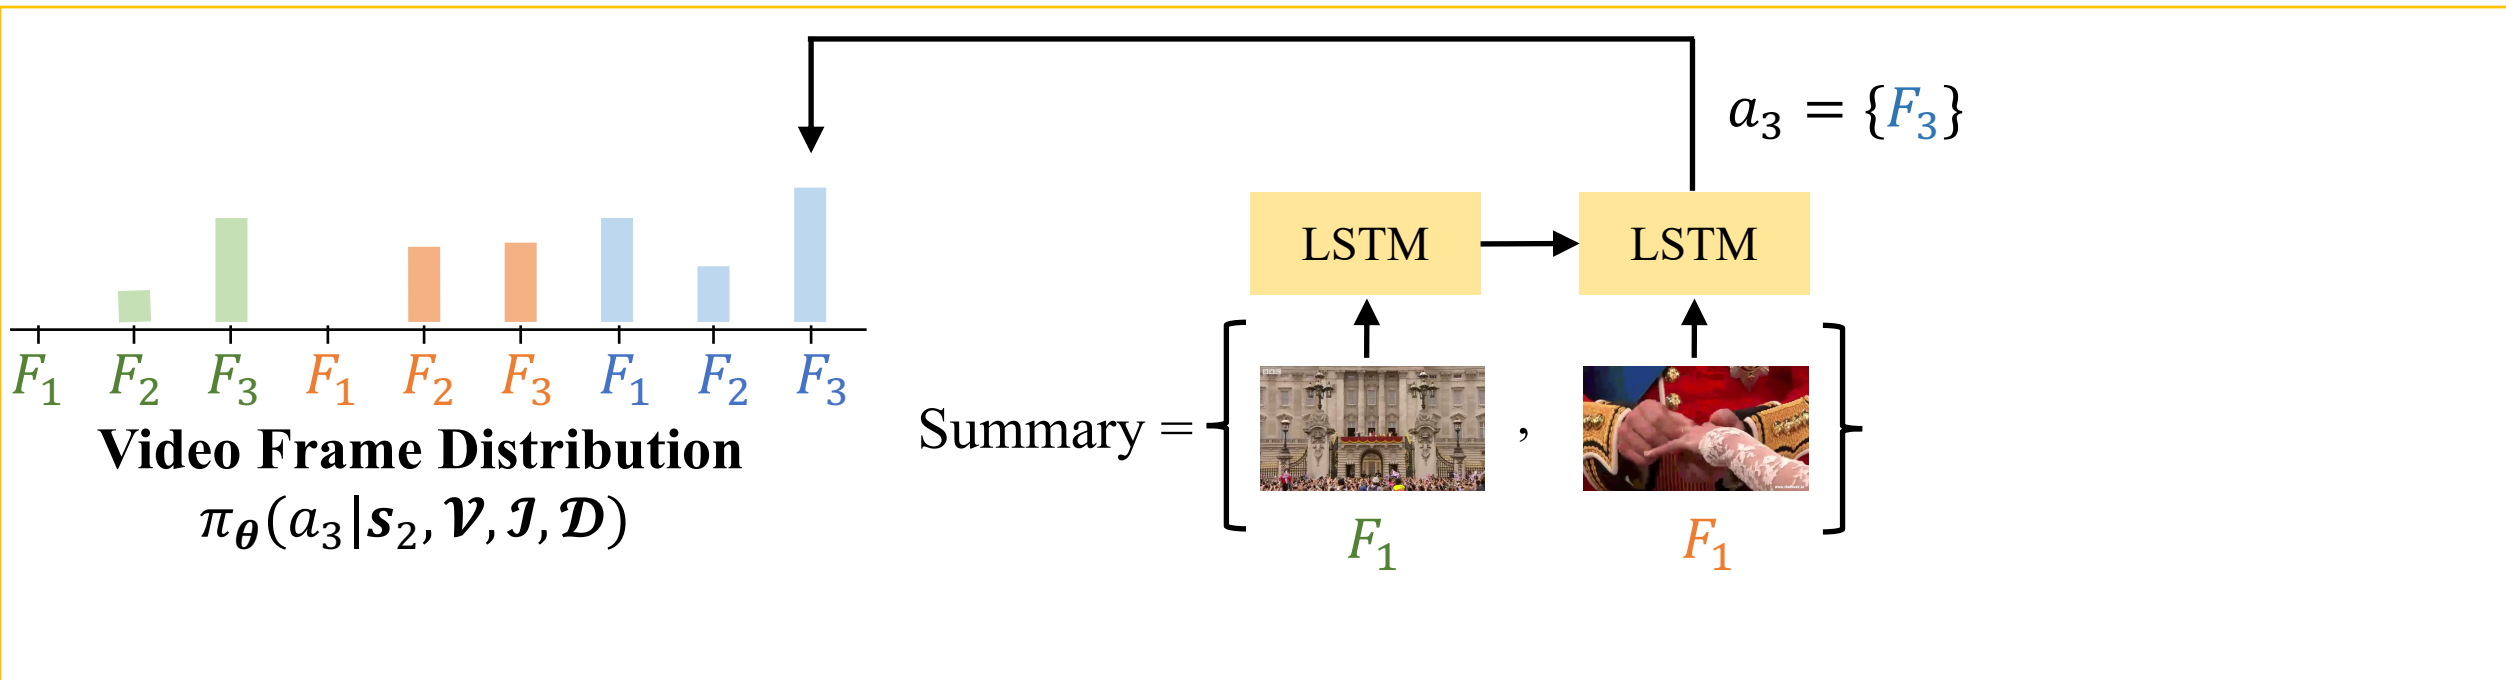 a₃ = {F₃}
LSTM LSTM
F₁ F₂ F₃ F₁ F₂ F₃ F₁ F₂ F₃
Video Frame Distribution
π_θ(a₃|s₂, 𝒱, ℐ, 𝒟)
Summary = { , }
BBC
F₁ F₁